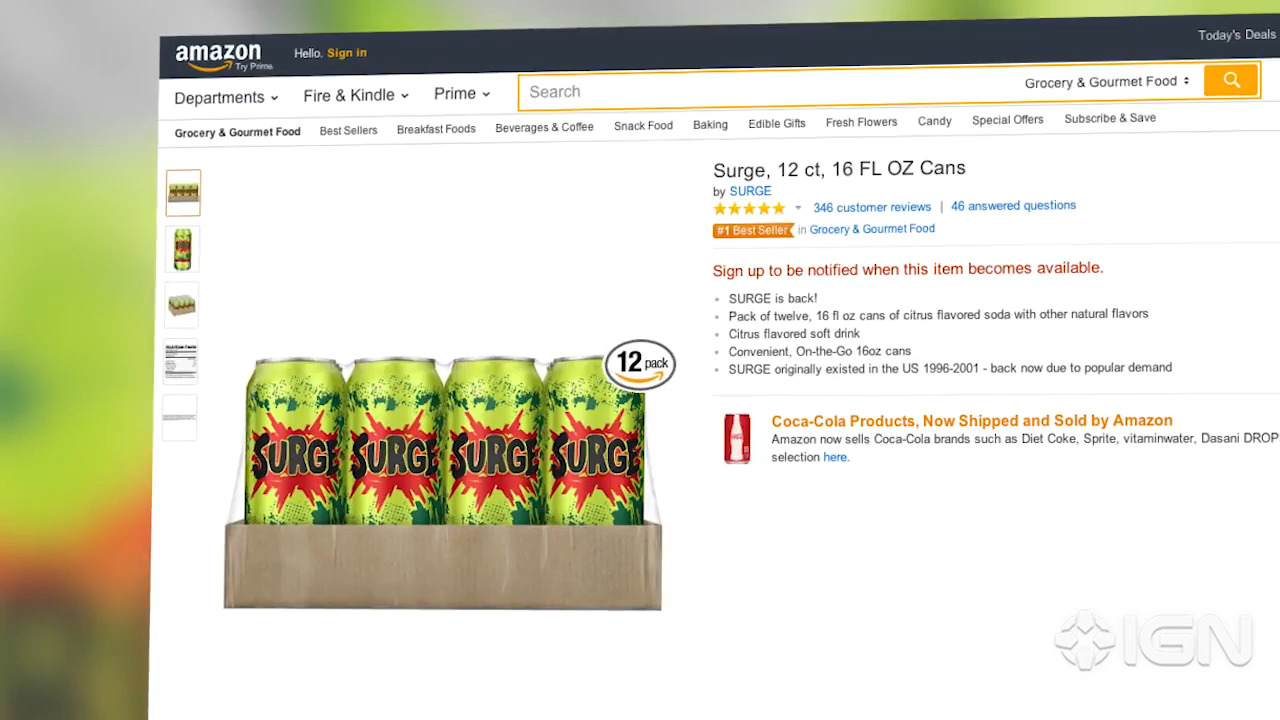 amazon
Try Prime
Hello. Sign in
Today's Deals
Departments
Fire & Kindle
Prime
Search
Grocery & Gourmet Food
Grocery & Gourmet Food
Best Sellers
Breakfast Foods
Beverages & Coffee
Snack Food
Baking
Edible Gifts
Fresh Flowers
Candy
Special Offers
Subscribe & Save
Surge, 12 ct, 16 FL OZ Cans
by SURGE
346 customer reviews | 46 answered questions
#1 Best Seller in Grocery & Gourmet Food
Sign up to be notified when this item becomes available.
SURGE is back!
Pack of twelve, 16 fl oz cans of citrus flavored soda with other natural flavors
Citrus flavored soft drink
Convenient, On-the-Go 16oz cans
SURGE originally existed in the US 1996-2001 - back now due to popular demand
Coca-Cola Products, Now Shipped and Sold by Amazon
Amazon now sells Coca-Cola brands such as Diet Coke, Sprite, vitaminwater, Dasani DROP
selection here.
12 pack
SURGE
SURGE
SURGE
SURGE
Nutrition Facts
IGN